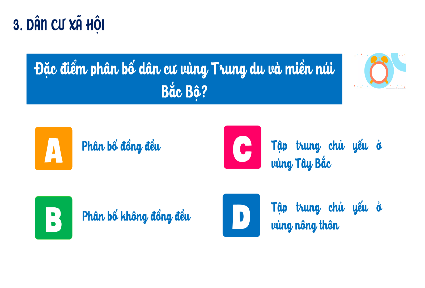 3. DÂN CƯ XÃ HỘI
Đặc điểm phân bố dân cư vùng Trung du và miền núi
Bắc Bộ?
A
Phân bố đồng đều
C
Tập trung chủ yếu ở
vùng Tây Bắc
B
Phân bố không đồng đều
D
Tập trung chủ yếu ở
vùng nông thôn